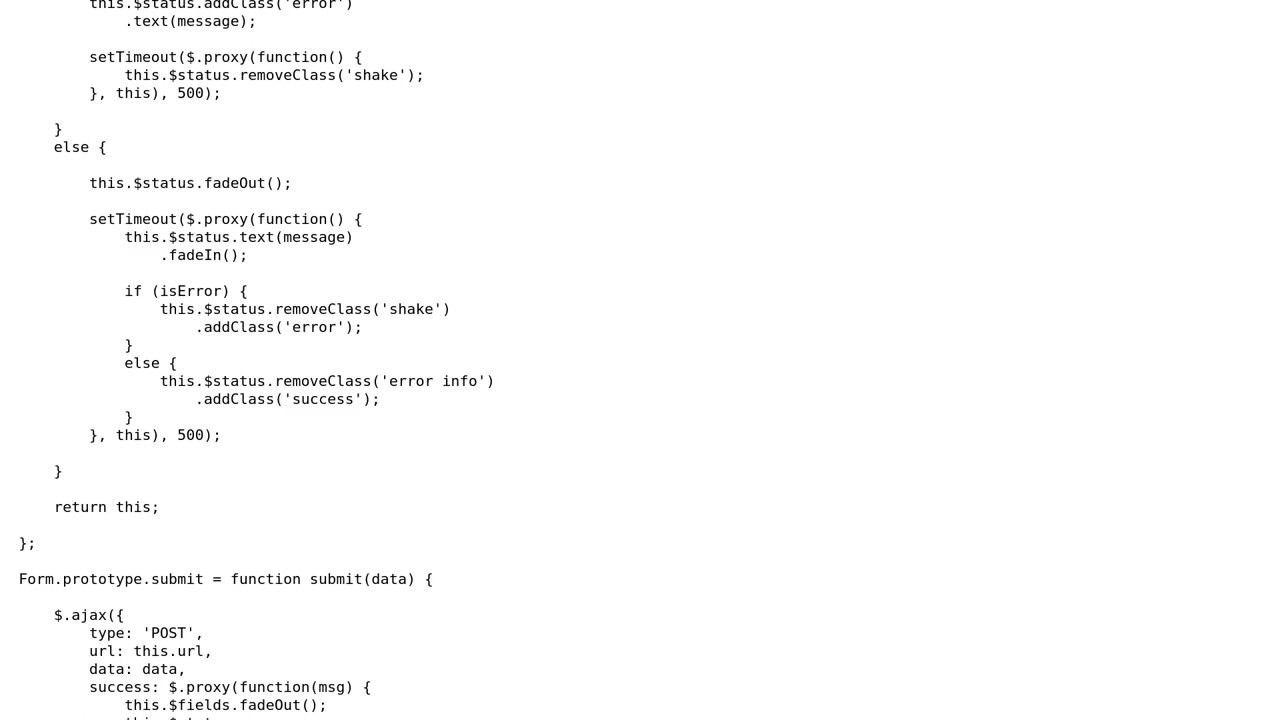 this.$status.addClass('error')
            .text(message);

        setTimeout($.proxy(function() {
            this.$status.removeClass('shake');
        }, this), 500);

    }
    else {

        this.$status.fadeOut();

        setTimeout($.proxy(function() {
            this.$status.text(message)
                .fadeIn();

            if (isError) {
                this.$status.removeClass('shake')
                    .addClass('error');
            }
            else {
                this.$status.removeClass('error info')
                    .addClass('success');
            }
        }, this), 500);

    }

    return this;

};

Form.prototype.submit = function submit(data) {

    $.ajax({
        type: 'POST',
        url: this.url,
        data: data,
        success: $.proxy(function(msg) {
            this.$fields.fadeOut();